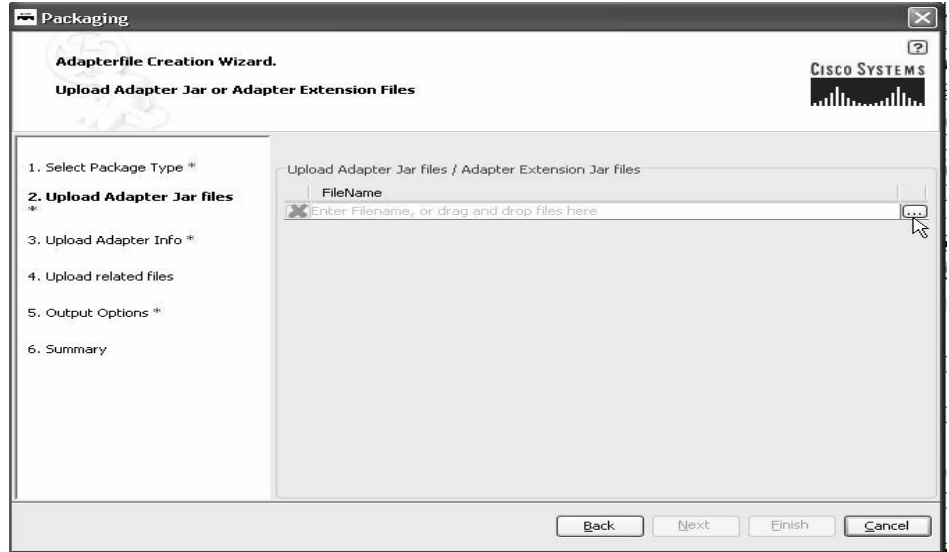 Packaging
?
Adapterfile Creation Wizard.
Upload Adapter Jar or Adapter Extension Files
CISCO SYSTEMS
1. Select Package Type *
2. Upload Adapter Jar files
*
3. Upload Adapter Info *
4. Upload related files
5. Output Options *
6. Summary
Upload Adapter Jar files / Adapter Extension Jar files
FileName
Enter Filename, or drag and drop files here
...
Back
Next
Finish
Cancel